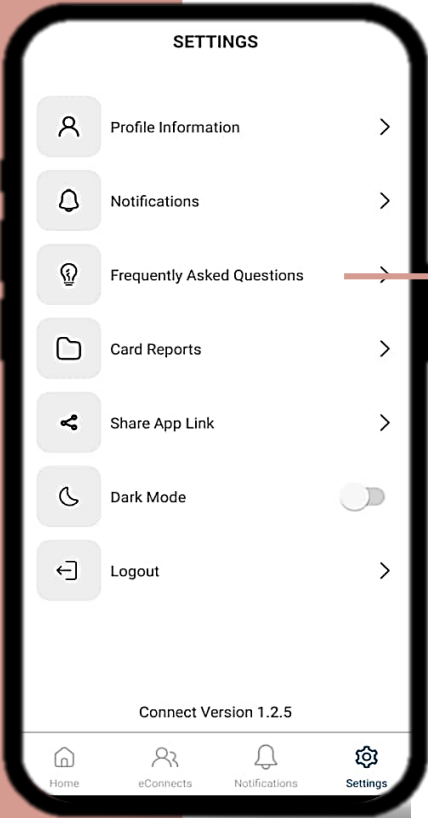 SETTINGS
Profile Information
Notifications
Frequently Asked Questions
Card Reports
Share App Link
Dark Mode
Logout
Connect Version 1.2.5
Home
eConnects
Notifications
Settings